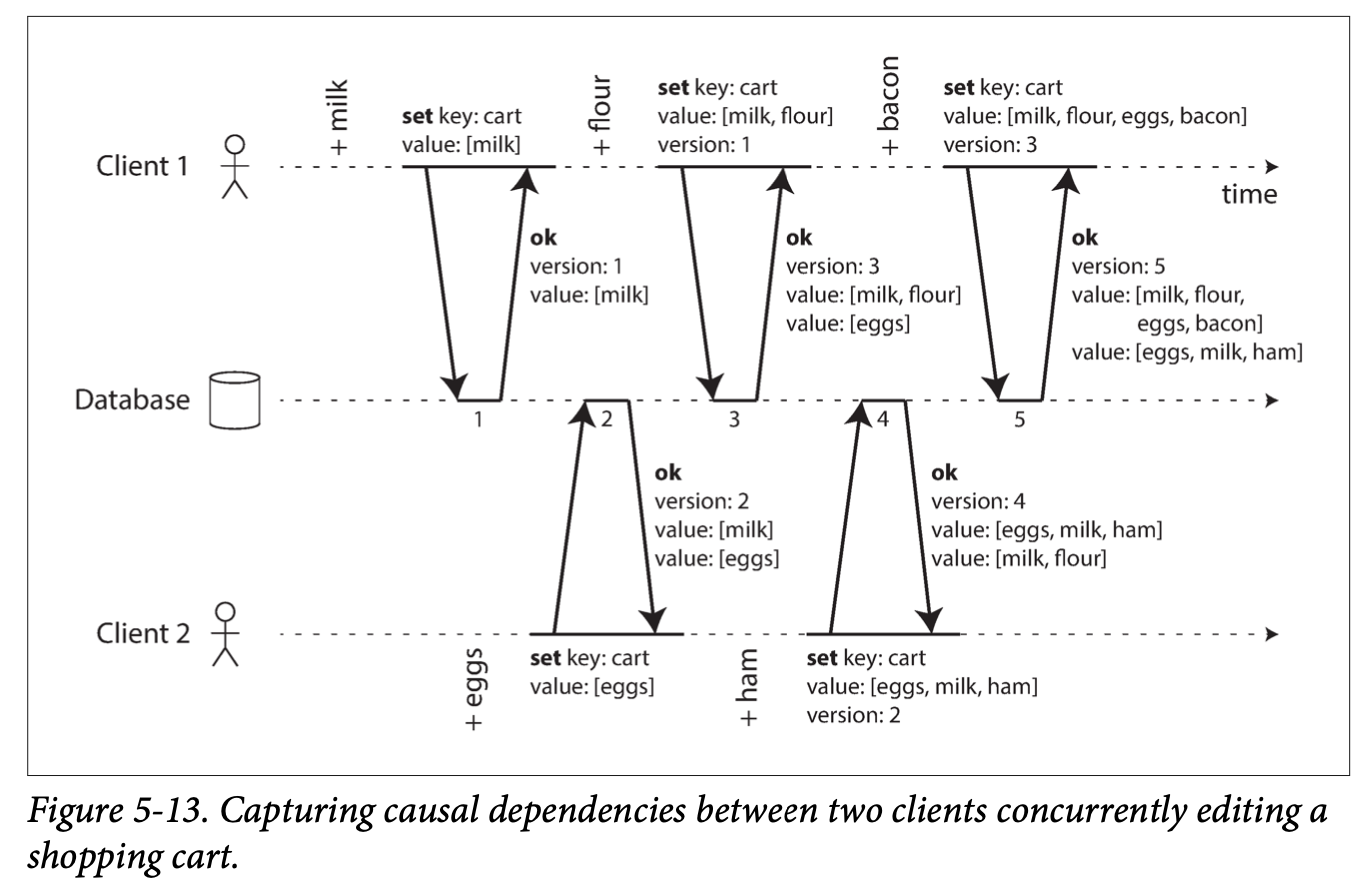 + milk
set key: cart
value: [milk]
+ flour
set key: cart
value: [milk, flour]
version: 1
+ bacon
set key: cart
value: [milk, flour, eggs, bacon]
version: 3
Client 1
time
ok
version: 1
value: [milk]
ok
version: 3
value: [milk, flour]
value: [eggs]
ok
version: 5
value: [milk, flour,
eggs, bacon]
value: [eggs, milk, ham]
Database
1
2
3
4
5
ok
version: 2
value: [milk]
value: [eggs]
ok
version: 4
value: [eggs, milk, ham]
value: [milk, flour]
Client 2
+ eggs
set key: cart
value: [eggs]
+ ham
set key: cart
value: [eggs, milk, ham]
version: 2
Figure 5-13. Capturing causal dependencies between two clients concurrently editing a
shopping cart.